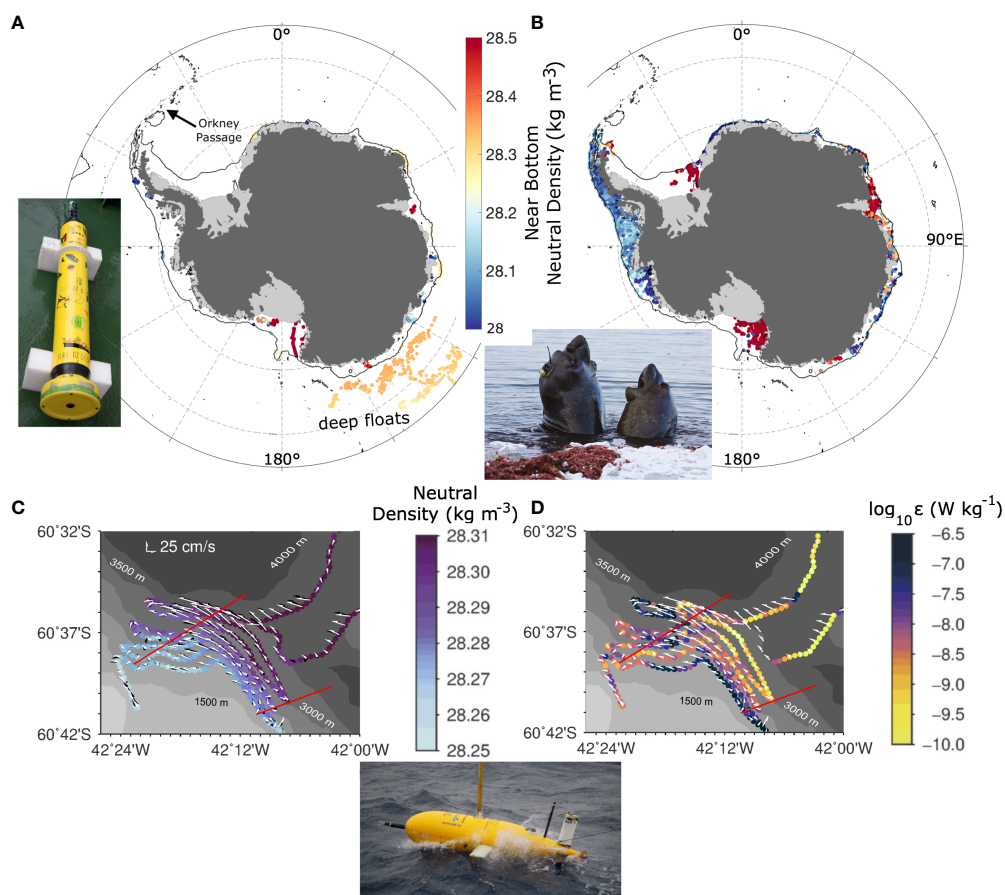 A
B
0°
0°
Orkney
Passage
28.5
28.4
28.3
28.2
28.1
28
Near Bottom
Neutral Density (kg m-3)
90°E
deep floats
180°
180°
C
D
Neutral
Density (kg m-3)
log10ε (W kg-1)
60°32'S
60°37'S
60°42'S
25 cm/s
3500 m
4000 m
1500 m
3000 m
42°24'W
42°12'W
42°00'W
28.31
28.30
28.29
28.28
28.27
28.26
28.25
60°32'S
60°37'S
60°42'S
3500 m
4000 m
1500 m
3000 m
42°24'W
42°12'W
42°00'W
−6.5
−7.0
−7.5
−8.0
−8.5
−9.0
−9.5
−10.0